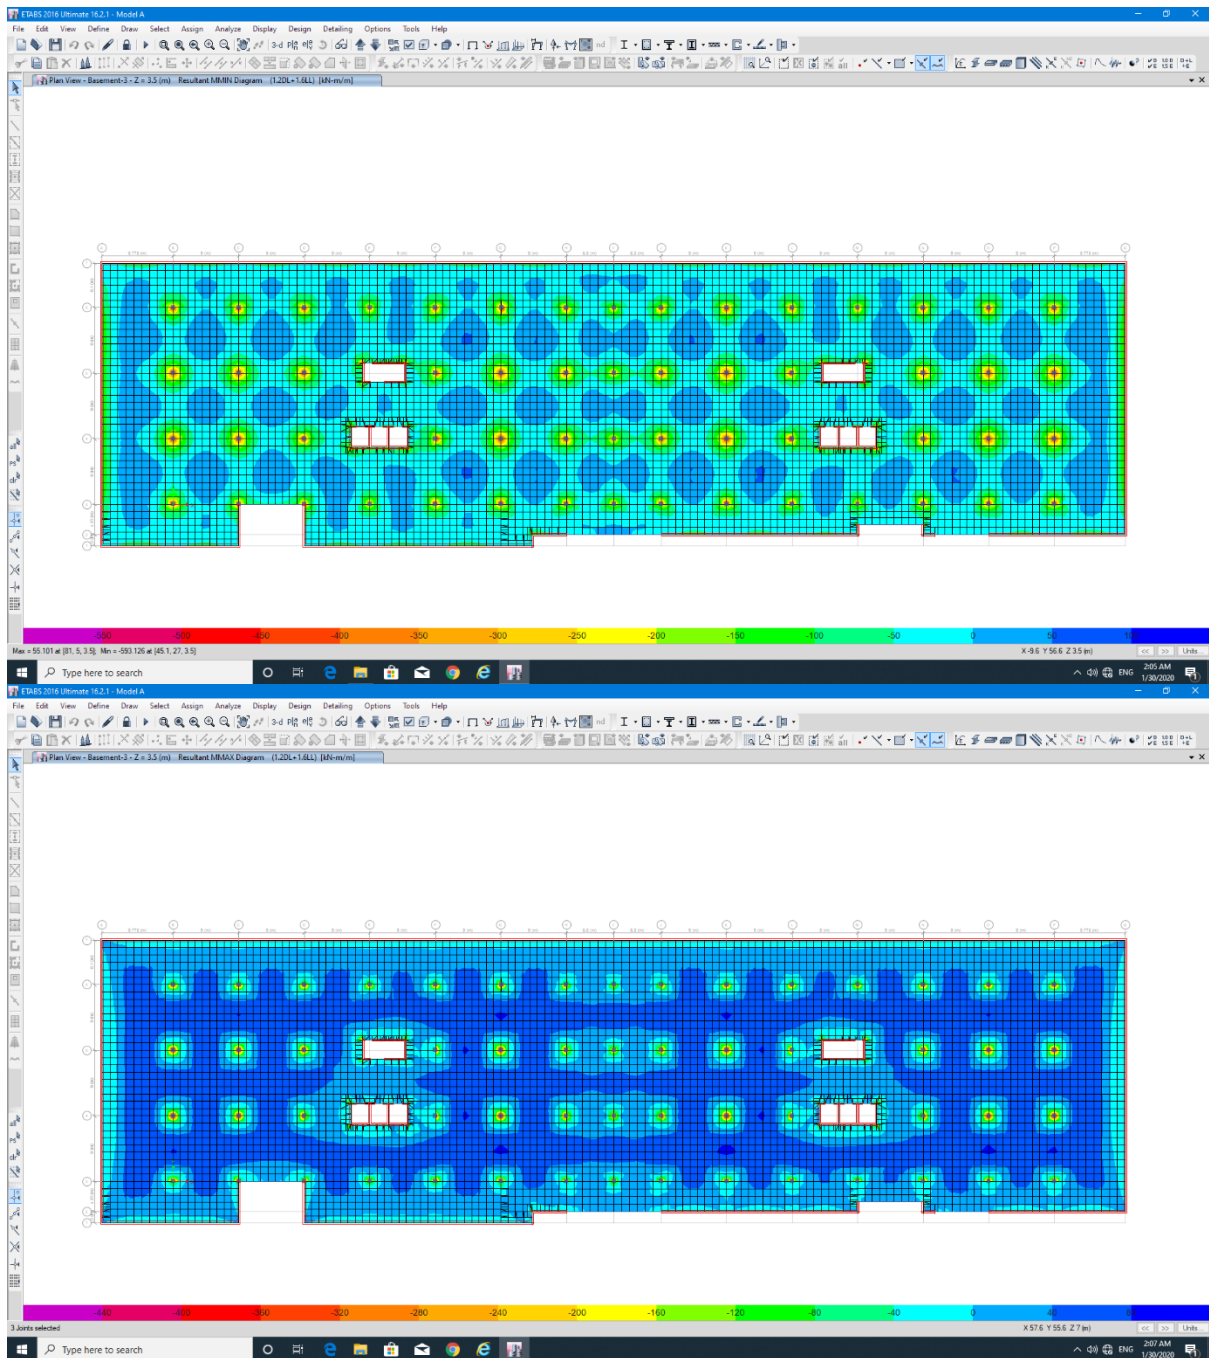 ETABS 2016 Ultimate 16.2.1 - Model A
File Edit View Define Draw Select Assign Analyze Display Design Detailing Options Tools Help
Plan View - Basement-3 - Z = 3.5 (m) Resultant MMIN Diagram (1.2DL+1.6LL) [kN-m/m]
-550 -500 -450 -400 -350 -300 -250 -200 -150 -100 -50 0 50
Max = 55.101 at [81, 5, 3.5]; Min = -593.126 at [45.1, 27, 3.5]
X -9.6 Y 56.6 Z 3.5 (m)
<< >> Units...
Type here to search
ENG
2:05 AM
1/30/2020
ETABS 2016 Ultimate 16.2.1 - Model A
File Edit View Define Draw Select Assign Analyze Display Design Detailing Options Tools Help
Plan View - Basement-3 - Z = 3.5 (m) Resultant MMAX Diagram (1.2DL+1.6LL) [kN-m/m]
-440 -400 -360 -320 -280 -240 -200 -160 -120 -80 -40 0 40
3 Joints selected
X 57.6 Y 55.6 Z 7 (m)
<< >> Units...
Type here to search
ENG
2:07 AM
1/30/2020